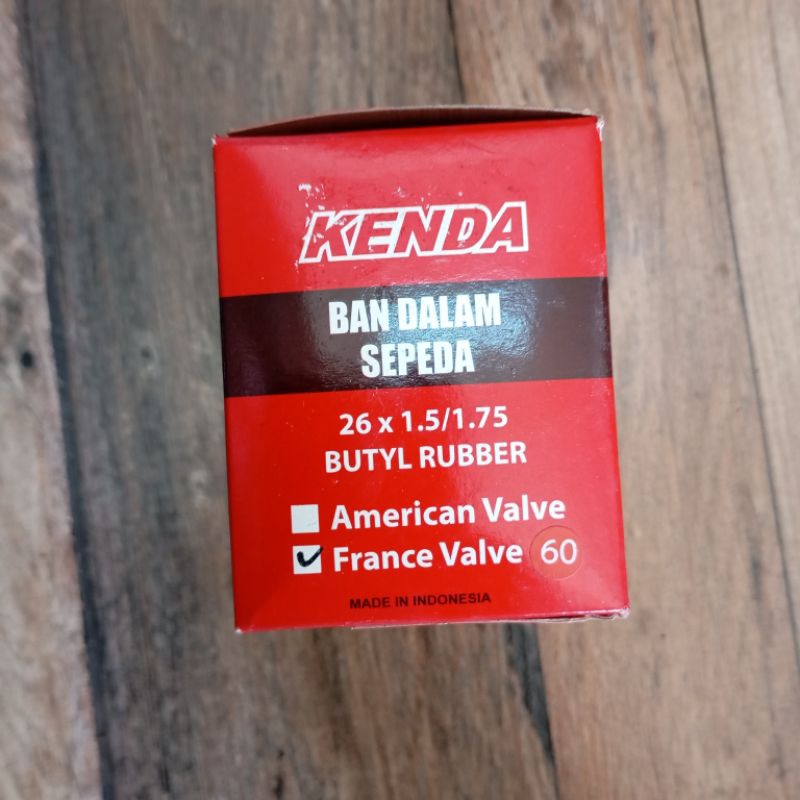 KENDA
BAN DALAM
SEPEDA
26 x 1.5/1.75
BUTYL RUBBER
American Valve
France Valve 60
MADE IN INDONESIA